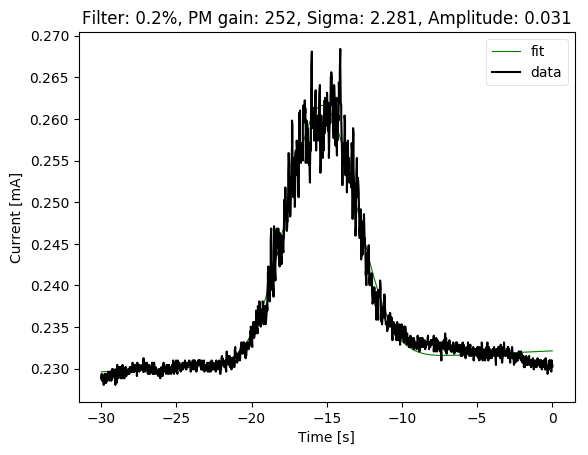 Filter: 0.2%, PM gain: 252, Sigma: 2.281, Amplitude: 0.031
fit
data
0.270
0.265
0.260
0.255
0.250
0.245
0.240
0.235
0.230
Current [mA]
−30 −25 −20 −15 −10 −5 0
Time [s]